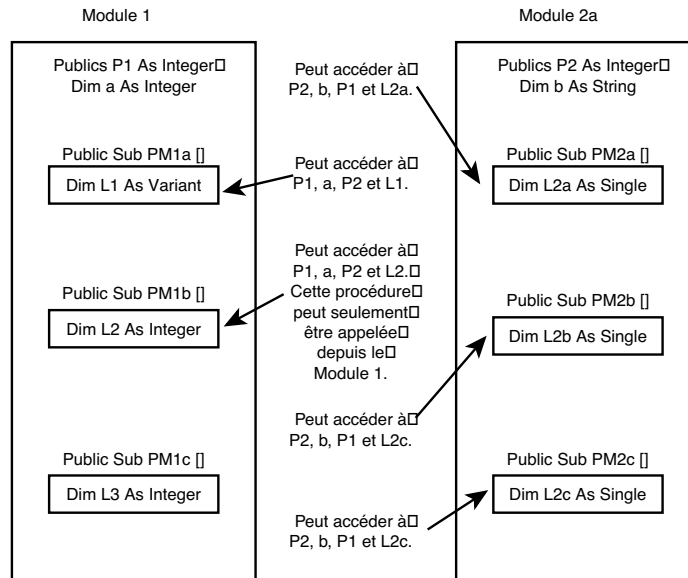 Module 1
Publics P1 As Integer□
Dim a As Integer
Public Sub PM1a []
Dim L1 As Variant
Public Sub PM1b []
Dim L2 As Integer
Public Sub PM1c []
Dim L3 As Integer
Peut accéder à□
P2, b, P1 et L2a.
Peut accéder à□
P1, a, P2 et L1.
Peut accéder à□
P1, a, P2 et L2.□
Cette procédure□
peut seulement□
être appelée□
depuis le□
Module 1.
Peut accéder à□
P2, b, P1 et L2c.
Peut accéder à□
P2, b, P1 et L2c.
Module 2a
Publics P2 As Integer□
Dim b As String
Public Sub PM2a []
Dim L2a As Single
Public Sub PM2b []
Dim L2b As Single
Public Sub PM2c []
Dim L2c As Single